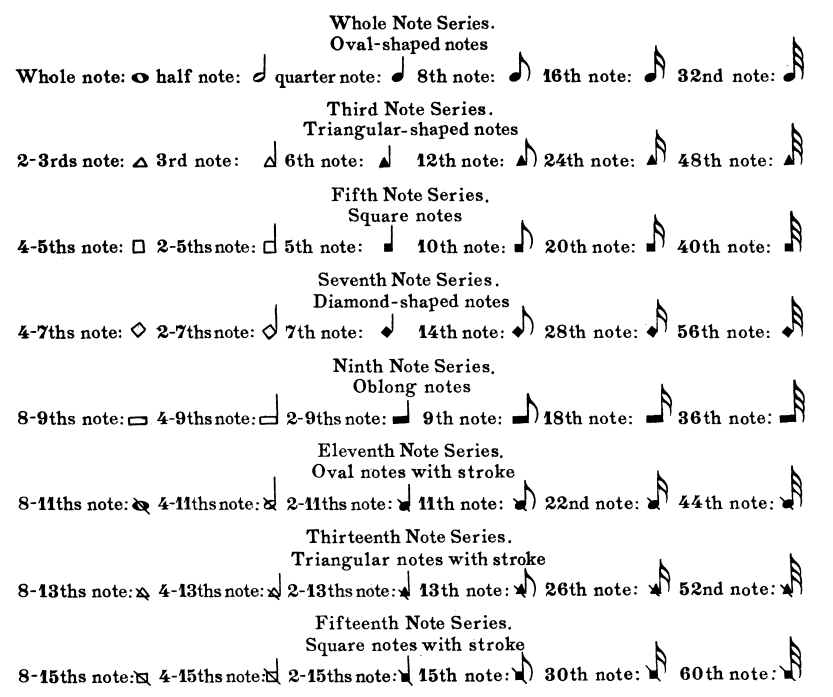 Whole Note Series.
Oval-shaped notes
Whole note: half note: quarter note: 8th note: 16th note: 32nd note:
Third Note Series.
Triangular-shaped notes
2-3rds note: 3rd note: 6th note: 12th note: 24th note: 48th note:
Fifth Note Series.
Square notes
4-5ths note: 2-5ths note: 5th note: 10th note: 20th note: 40th note:
Seventh Note Series.
Diamond-shaped notes
4-7ths note: 2-7ths note: 7th note: 14th note: 28th note: 56th note:
Ninth Note Series.
Oblong notes
8-9ths note: 4-9ths note: 2-9ths note: 9th note: 18th note: 36th note:
Eleventh Note Series.
Oval notes with stroke
8-11ths note: 4-11ths note: 2-11ths note: 11th note: 22nd note: 44th note:
Thirteenth Note Series.
Triangular notes with stroke
8-13ths note: 4-13ths note: 2-13ths note: 13th note: 26th note: 52nd note:
Fifteenth Note Series.
Square notes with stroke
8-15ths note: 4-15ths note: 2-15ths note: 15th note: 30th note: 60th note: